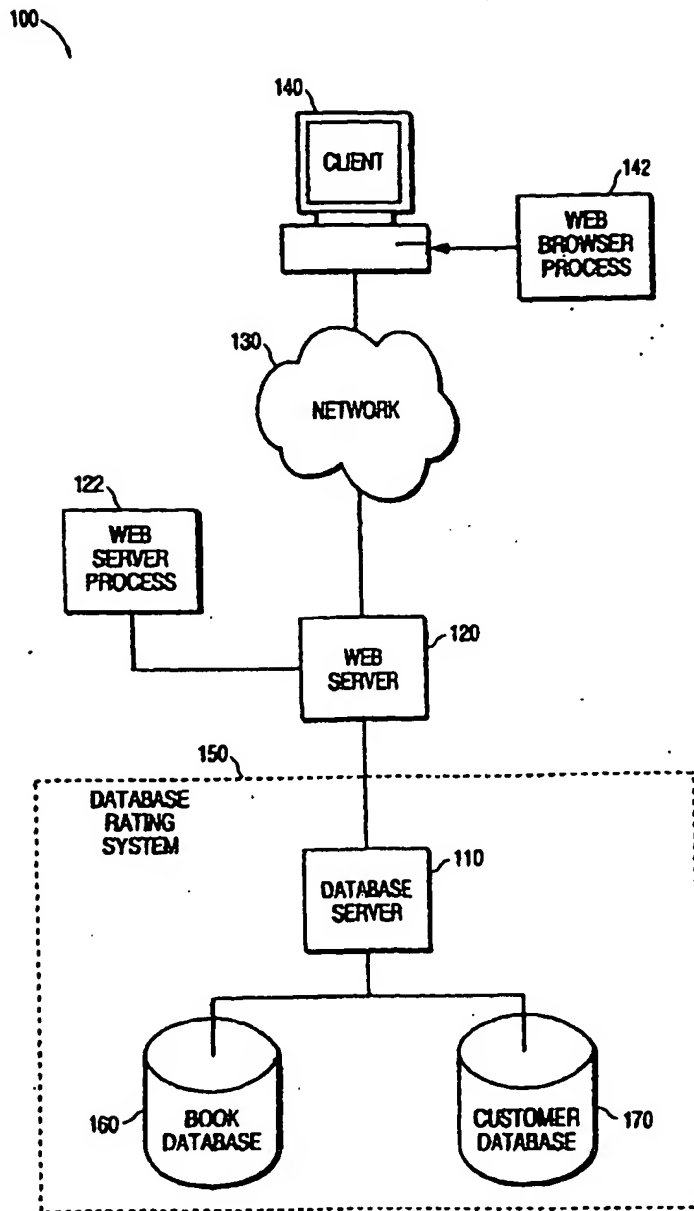 100
140
CLIENT
142
WEB
BROWSER
PROCESS
130
NETWORK
122
WEB
SERVER
PROCESS
120
WEB
SERVER
150
DATABASE
RATING
SYSTEM
110
DATABASE
SERVER
160
BOOK
DATABASE
CUSTOMER
DATABASE
170